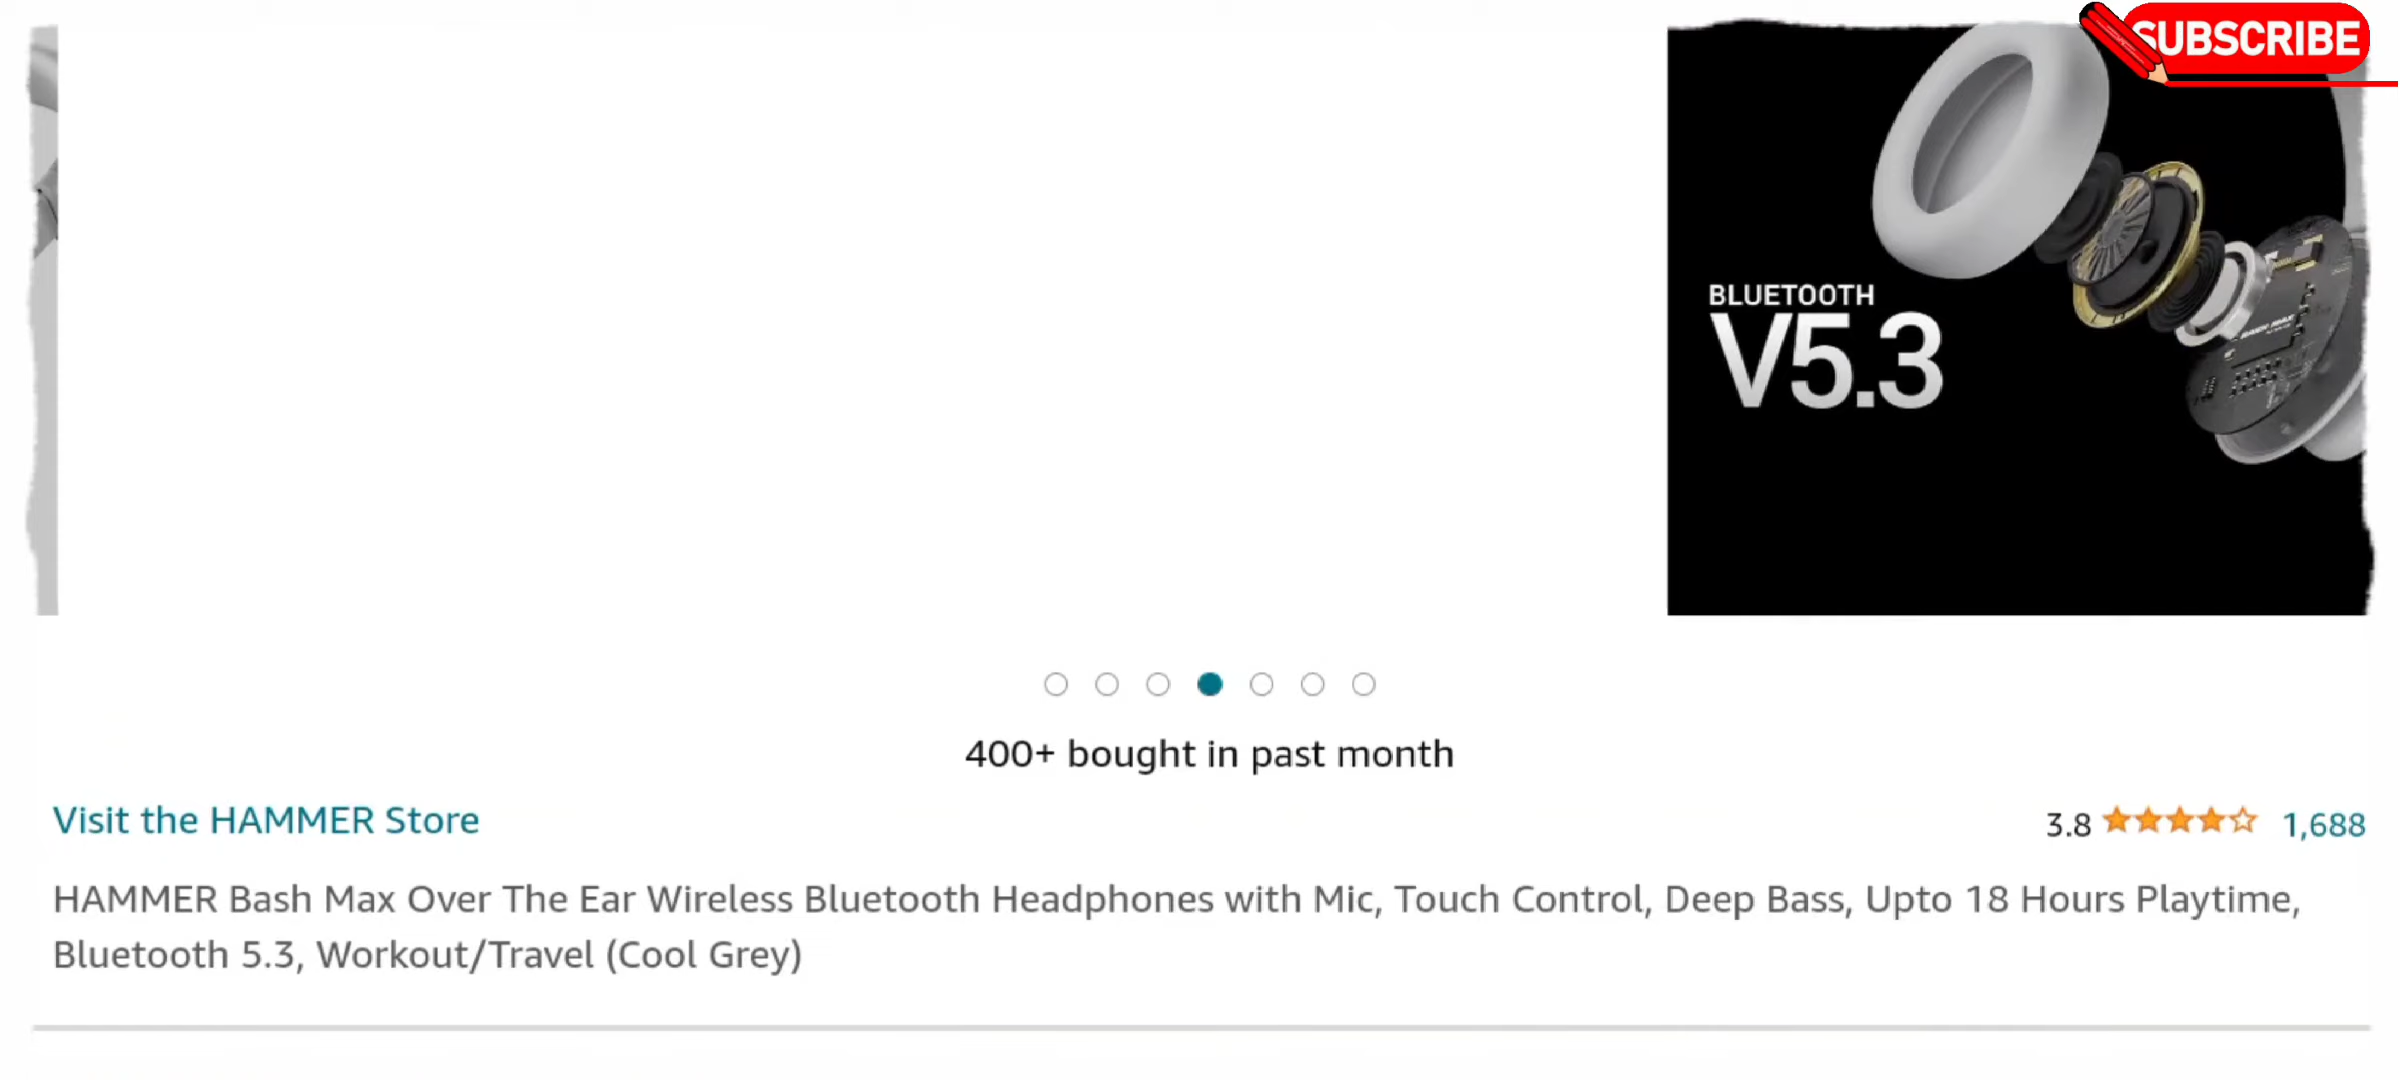 SUBSCRIBE
BLUETOOTH
V5.3
400+ bought in past month
Visit the HAMMER Store
3.8 1,688
HAMMER Bash Max Over The Ear Wireless Bluetooth Headphones with Mic, Touch Control, Deep Bass, Upto 18 Hours Playtime,
Bluetooth 5.3, Workout/Travel (Cool Grey)